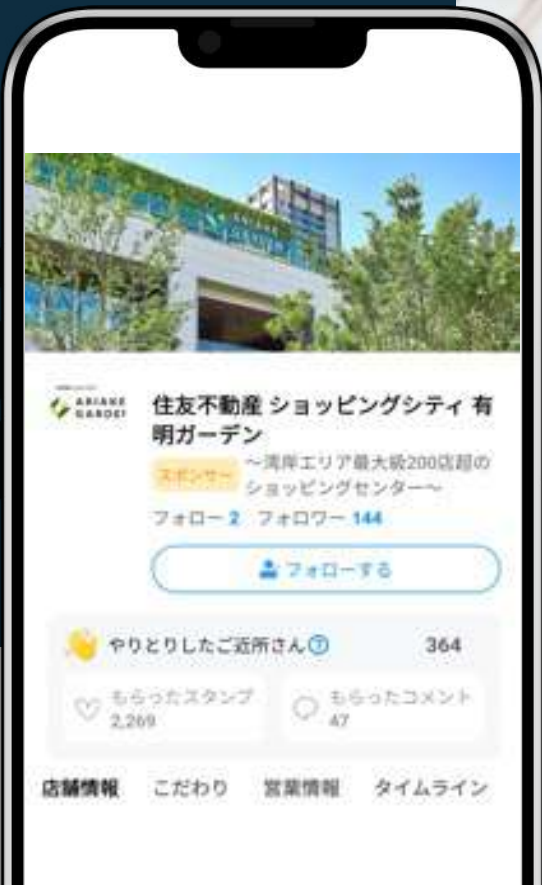 ARIAKE
GARDEN
住友不動産 ショッピングシティ 有
明ガーデン
スポンサー ～湾岸エリア最大級200店超の
ショッピングセンター～
フォロー 2 フォロワー 144
フォローする
やりとりしたご近所さん 364
もらったスタンプ
2,269
もらったコメント
47
店舗情報 こだわり 営業情報 タイムライン